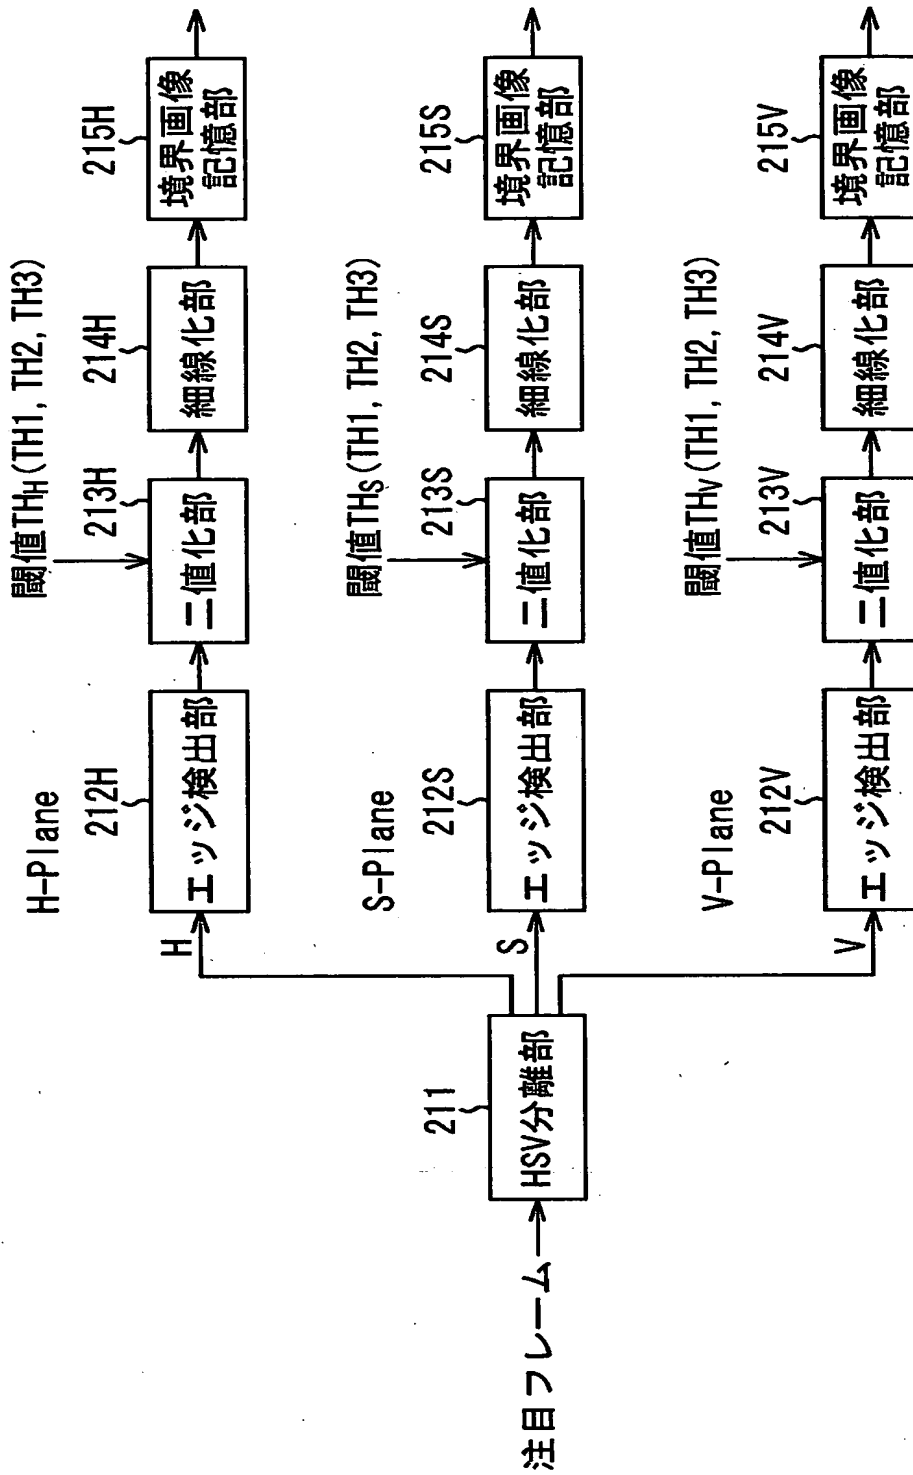 注目フレーム
211
HSV分離部
H
S
V
H-Plane
212H
エッジ検出部
閾値THH(TH1, TH2, TH3)
213H
二値化部
214H
細線化部
215H
境界画像
記憶部
S-Plane
212S
エッジ検出部
閾値THS(TH1, TH2, TH3)
213S
二値化部
214S
細線化部
215S
境界画像
記憶部
V-Plane
212V
エッジ検出部
閾値THV(TH1, TH2, TH3)
213V
二値化部
214V
細線化部
215V
境界画像
記憶部